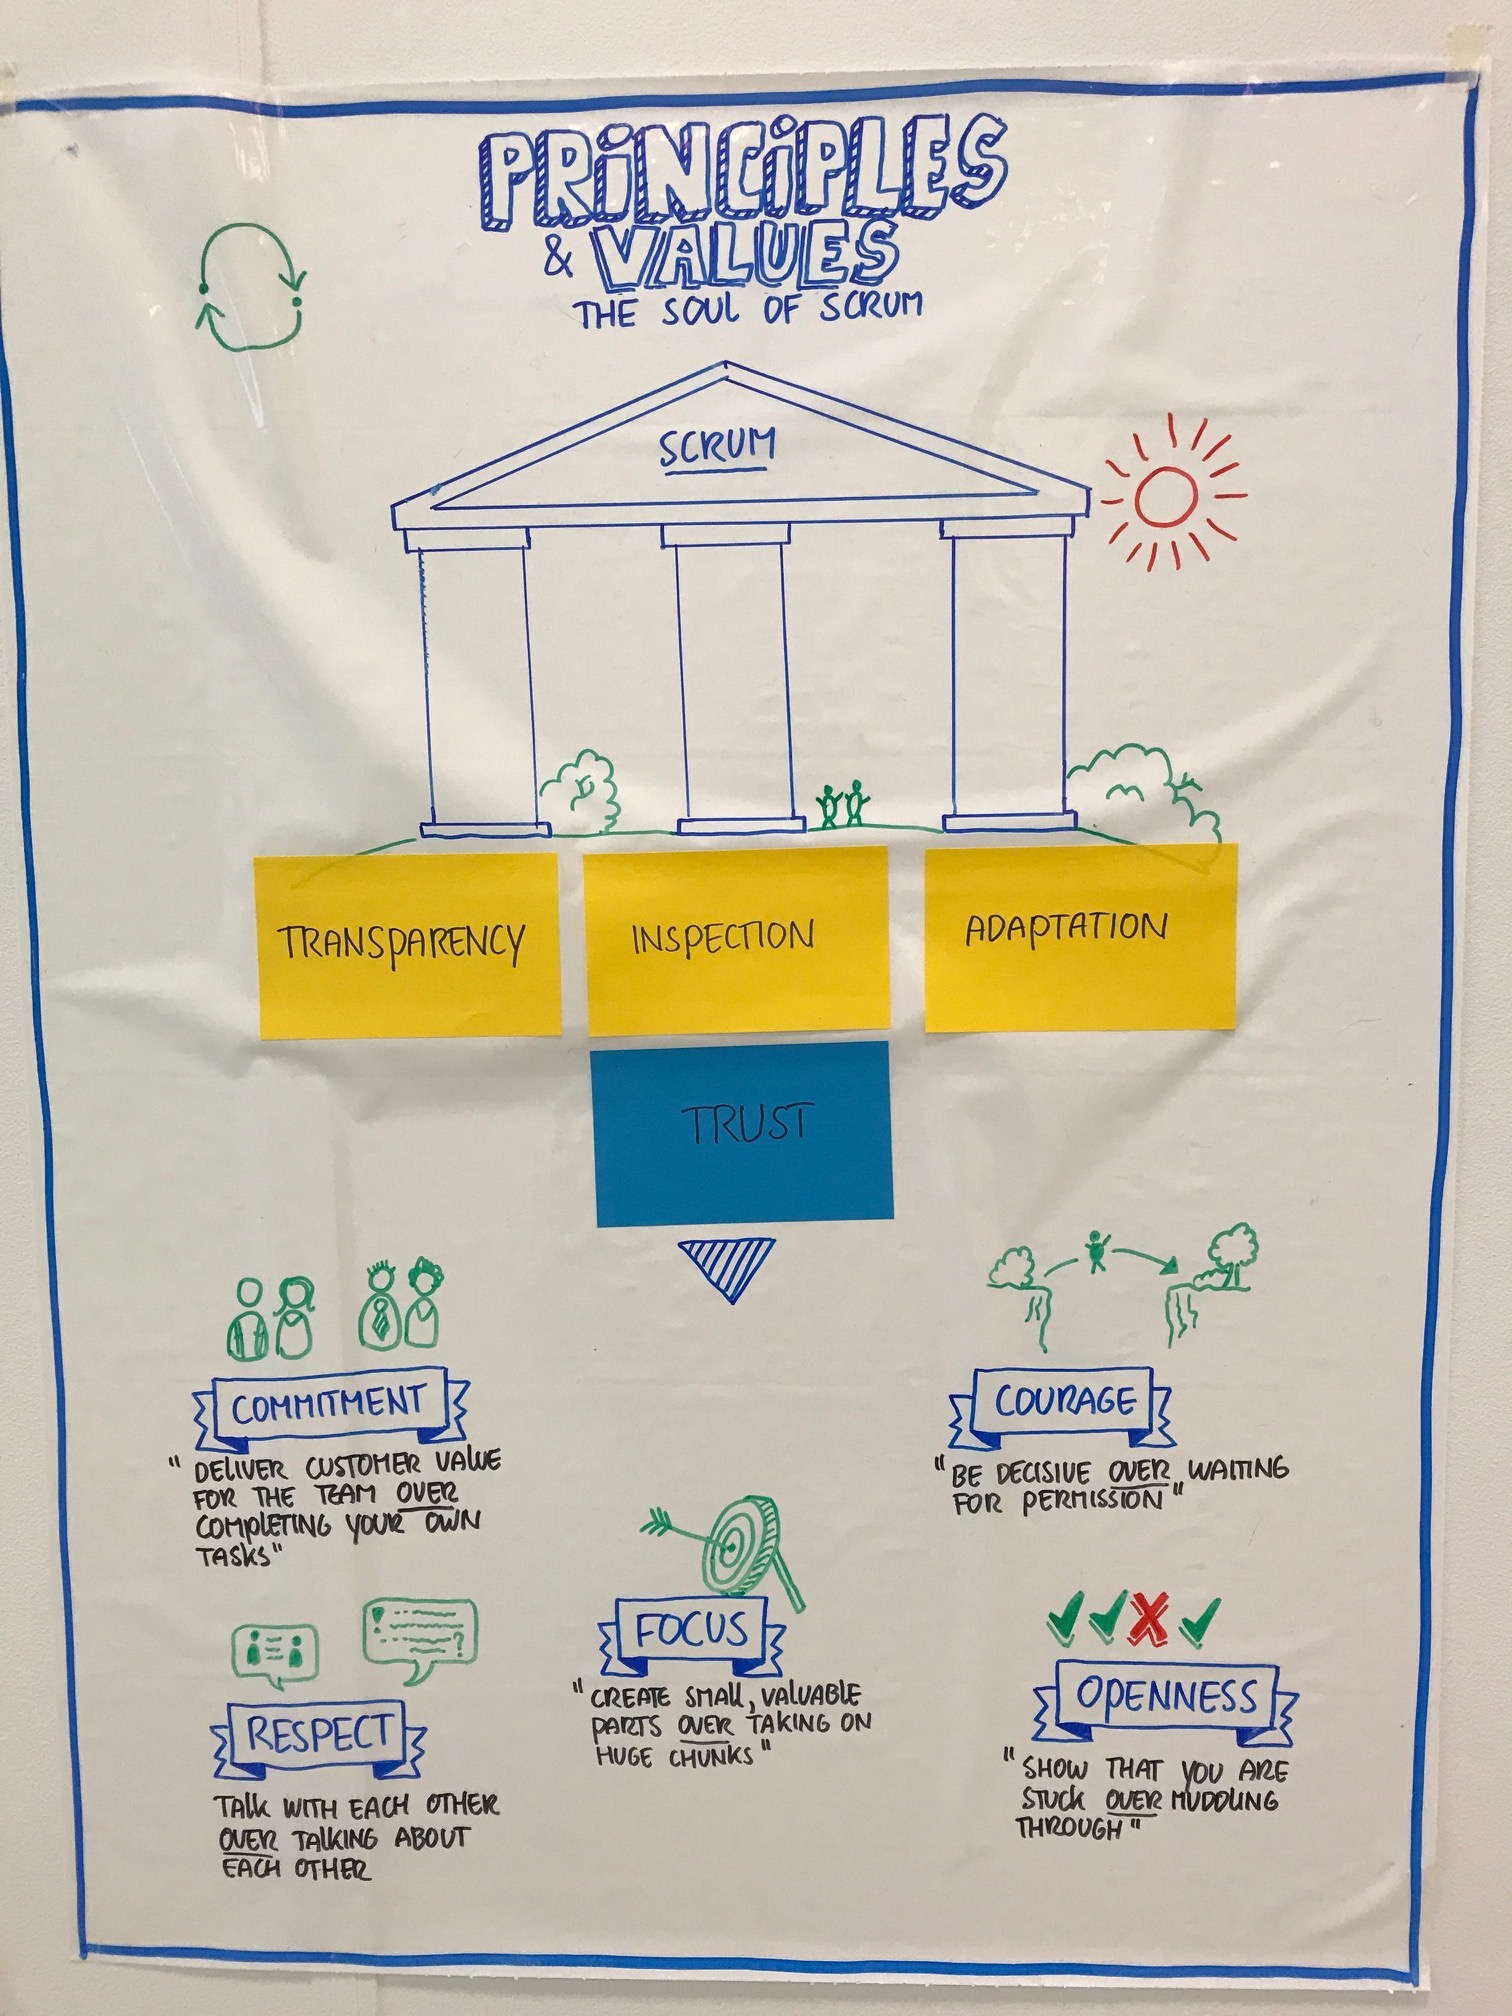 PRINCIPLES
& VALUES
THE SOUL OF SCRUM
SCRUM
TRANSPARENCY
INSPECTION
ADAPTATION
TRUST
COMMITMENT
"DELIVER CUSTOMER VALUE
FOR THE TEAM OVER
COMPLETING YOUR OWN
TASKS"
COURAGE
"BE DECISIVE OVER WAITING
FOR PERMISSION"
FOCUS
"CREATE SMALL, VALUABLE
PARTS OVER TAKING ON
HUGE CHUNKS"
RESPECT
TALK WITH EACH OTHER
OVER TALKING ABOUT
EACH OTHER
OPENNESS
"SHOW THAT YOU ARE
STUCK OVER MUDDLING
THROUGH"